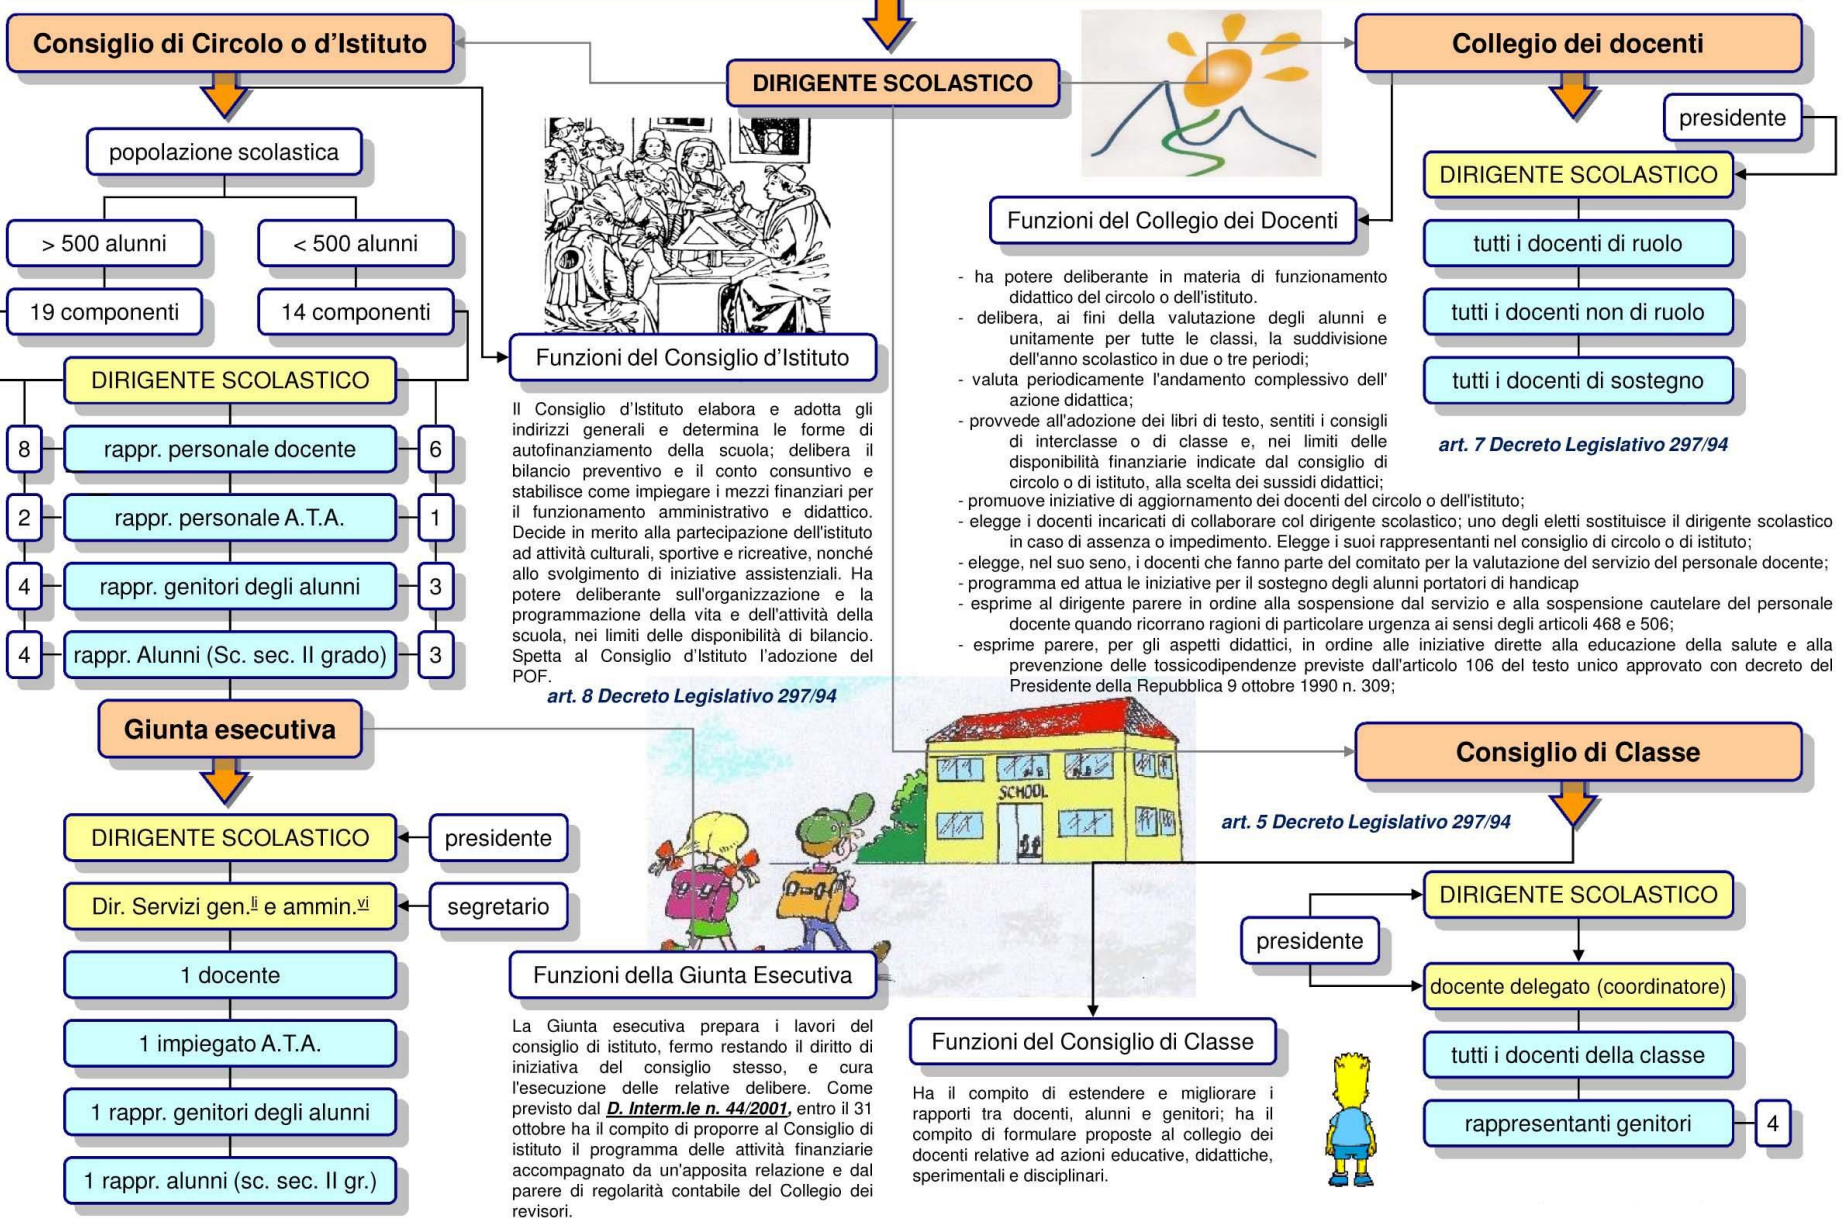 Consiglio di Circolo o d'Istituto
DIRIGENTE SCOLASTICO
Collegio dei docenti
popolazione scolastica
> 500 alunni
< 500 alunni
19 componenti
14 componenti
DIRIGENTE SCOLASTICO
8
rappr. personale docente
6
2
rappr. personale A.T.A.
1
4
rappr. genitori degli alunni
3
4
rappr. Alunni (Sc. sec. II grado)
3
Funzioni del Consiglio d'Istituto
Il Consiglio d'Istituto elabora e adotta gli
indirizzi generali e determina le forme di
autofinanziamento della scuola; delibera il
bilancio preventivo e il conto consuntivo e
stabilisce come impiegare i mezzi finanziari per
il funzionamento amministrativo e didattico.
Decide in merito alla partecipazione dell'istituto
ad attività culturali, sportive e ricreative, nonché
allo svolgimento di iniziative assistenziali. Ha
potere deliberante sull'organizzazione e la
programmazione della vita e dell'attività della
scuola, nei limiti delle disponibilità di bilancio.
Spetta al Consiglio d'Istituto l'adozione del
POF.
art. 8 Decreto Legislativo 297/94
presidente
DIRIGENTE SCOLASTICO
tutti i docenti di ruolo
tutti i docenti non di ruolo
tutti i docenti di sostegno
art. 7 Decreto Legislativo 297/94
Funzioni del Collegio dei Docenti
- ha potere deliberante in materia di funzionamento
didattico del circolo o dell'istituto.
- delibera, ai fini della valutazione degli alunni e
unitamente per tutte le classi, la suddivisione
dell'anno scolastico in due o tre periodi;
- valuta periodicamente l'andamento complessivo dell'
azione didattica;
- provvede all'adozione dei libri di testo, sentiti i consigli
di interclasse o di classe e, nei limiti delle
disponibilità finanziarie indicate dal consiglio di
circolo o di istituto, alla scelta dei sussidi didattici;
- promuove iniziative di aggiornamento dei docenti del circolo o dell'istituto;
- elegge i docenti incaricati di collaborare col dirigente scolastico; uno degli eletti sostituisce il dirigente scolastico
in caso di assenza o impedimento. Elegge i suoi rappresentanti nel consiglio di circolo o di istituto;
- elegge, nel suo seno, i docenti che fanno parte del comitato per la valutazione del servizio del personale docente;
- programma ed attua le iniziative per il sostegno degli alunni portatori di handicap
- esprime al dirigente parere in ordine alla sospensione dal servizio e alla sospensione cautelare del personale
docente quando ricorrano ragioni di particolare urgenza ai sensi degli articoli 468 e 506;
- esprime parere, per gli aspetti didattici, in ordine alle iniziative dirette alla educazione della salute e alla
prevenzione delle tossicodipendenze previste dall'articolo 106 del testo unico approvato con decreto del
Presidente della Repubblica 9 ottobre 1990 n. 309;
Giunta esecutiva
DIRIGENTE SCOLASTICO
presidente
Dir. Servizi gen.li e ammin.vi
segretario
1 docente
1 impiegato A.T.A.
1 rappr. genitori degli alunni
1 rappr. alunni (sc. sec. II gr.)
SCHOOL
Funzioni della Giunta Esecutiva
La Giunta esecutiva prepara i lavori del
consiglio di istituto, fermo restando il diritto di
iniziativa del consiglio stesso, e cura
l'esecuzione delle relative delibere. Come
previsto dal D. Interm.le n. 44/2001, entro il 31
ottobre ha il compito di proporre al Consiglio di
istituto il programma delle attività finanziarie
accompagnato da un'apposita relazione e dal
parere di regolarità contabile del Collegio dei
revisori.
Consiglio di Classe
art. 5 Decreto Legislativo 297/94
DIRIGENTE SCOLASTICO
presidente
docente delegato (coordinatore)
tutti i docenti della classe
rappresentanti genitori
4
Funzioni del Consiglio di Classe
Ha il compito di estendere e migliorare i
rapporti tra docenti, alunni e genitori; ha il
compito di formulare proposte al collegio dei
docenti relative ad azioni educative, didattiche,
sperimentali e disciplinari.